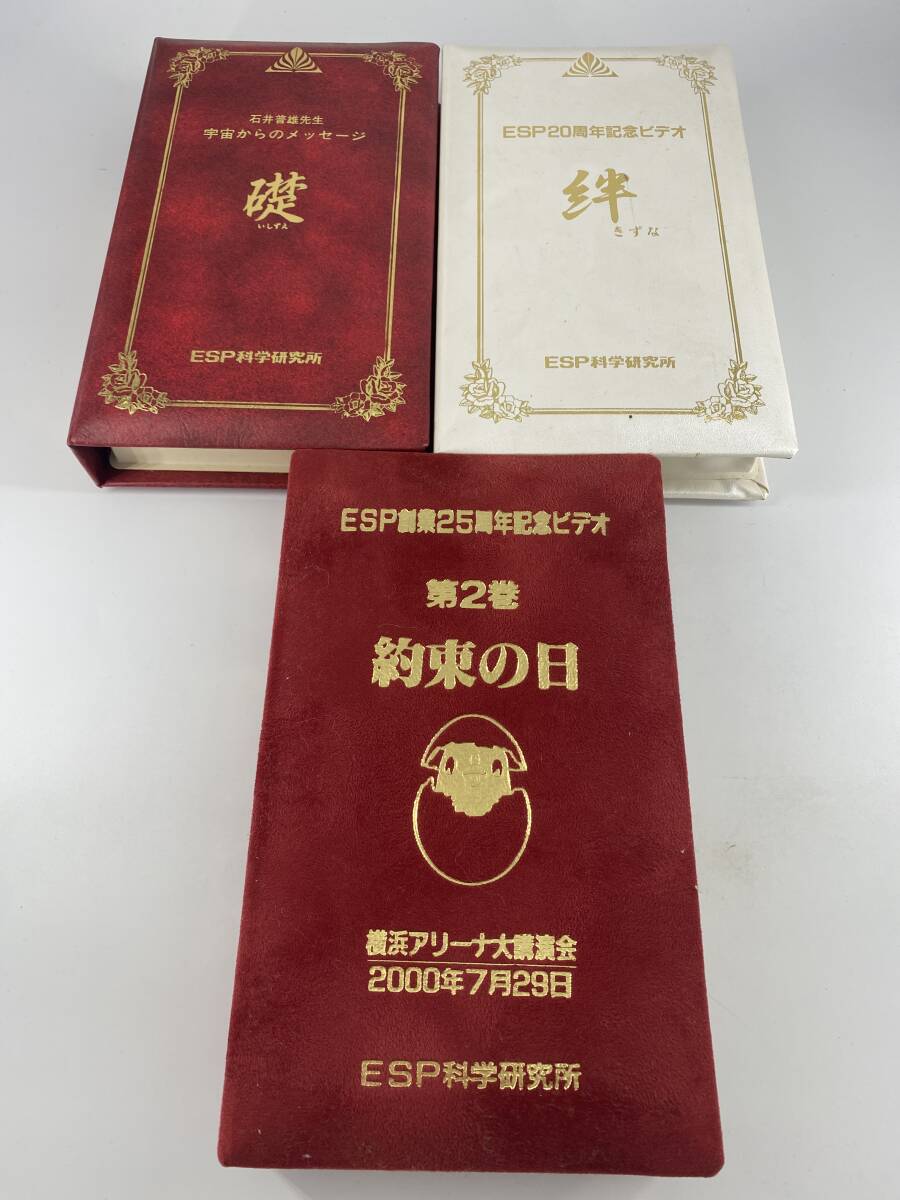 石井普雄先生
宇宙からのメッセージ
礎
いしずえ
ESP科学研究所
ESP20周年記念ビデオ
絆
きずな
ESP科学研究所
ESP創業25周年記念ビデオ
第2巻
約束の日
横浜アリーナ大講演会
2000年7月29日
ESP科学研究所